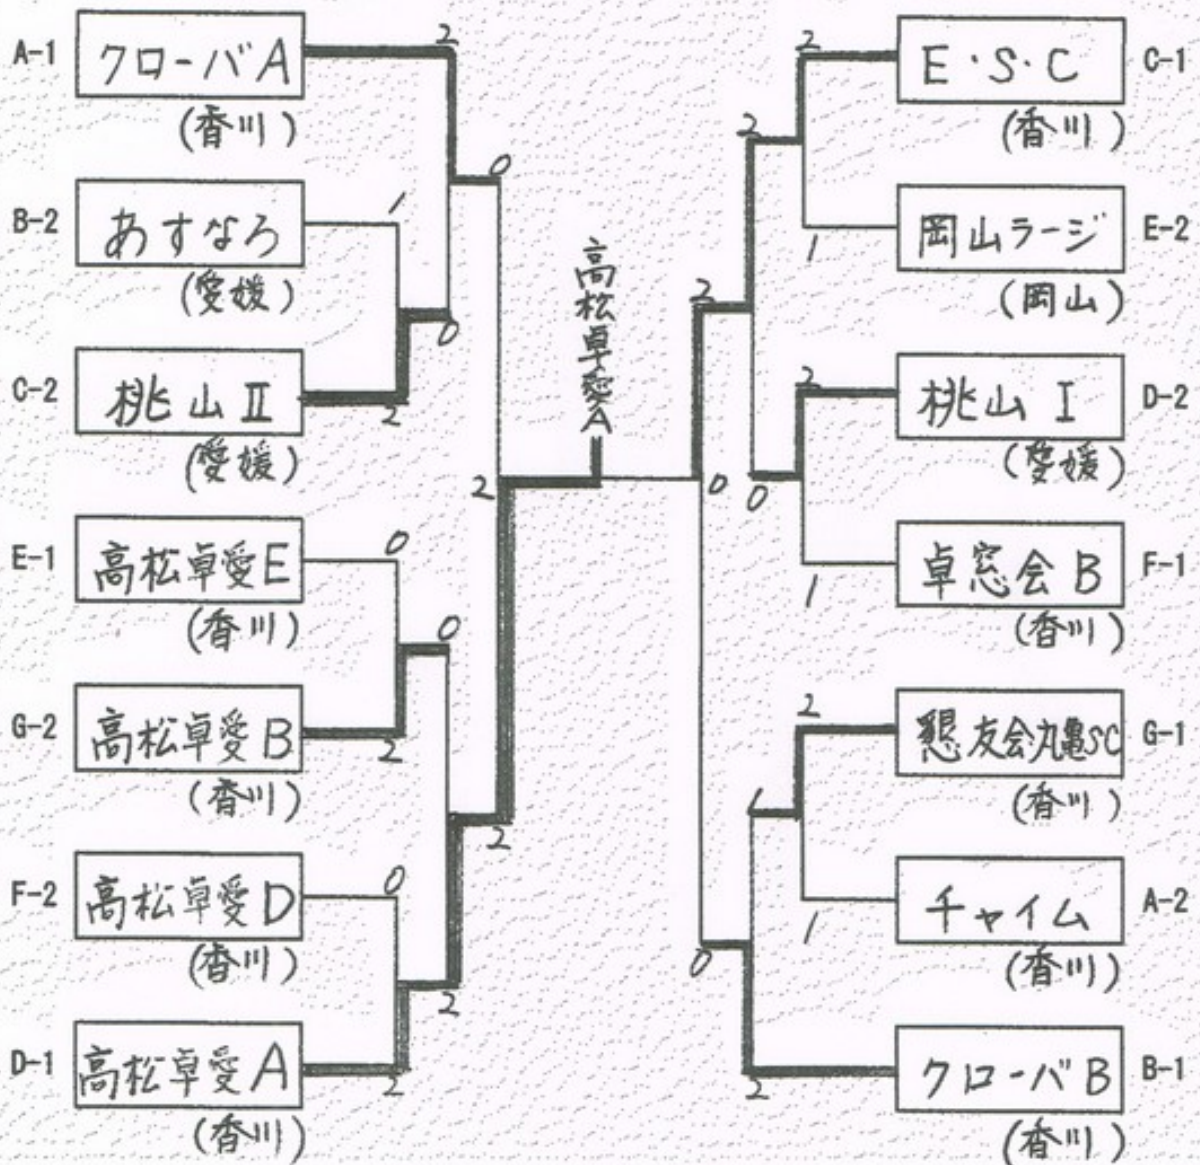 A-1 クローバA
(香川)
B-2 あすなろ
(愛媛)
C-2 桃山Ⅱ
(愛媛)
E-1 高松卓愛E
(香川)
G-2 高松卓愛B
(香川)
F-2 高松卓愛D
(香川)
D-1 高松卓愛A
(香川)
2
1
2
0
0
0
2
0
0
2
2
2
2
高松卓愛A
0
2
0
2
0
1
2
2
1
2
1
2
1
E・S・C C-1
(香川)
岡山ラージ E-2
(岡山)
桃山Ⅰ D-2
(愛媛)
卓窓会B F-1
(香川)
懇友会丸亀SC G-1
(香川)
チャイム A-2
(香川)
クローバB B-1
(香川)